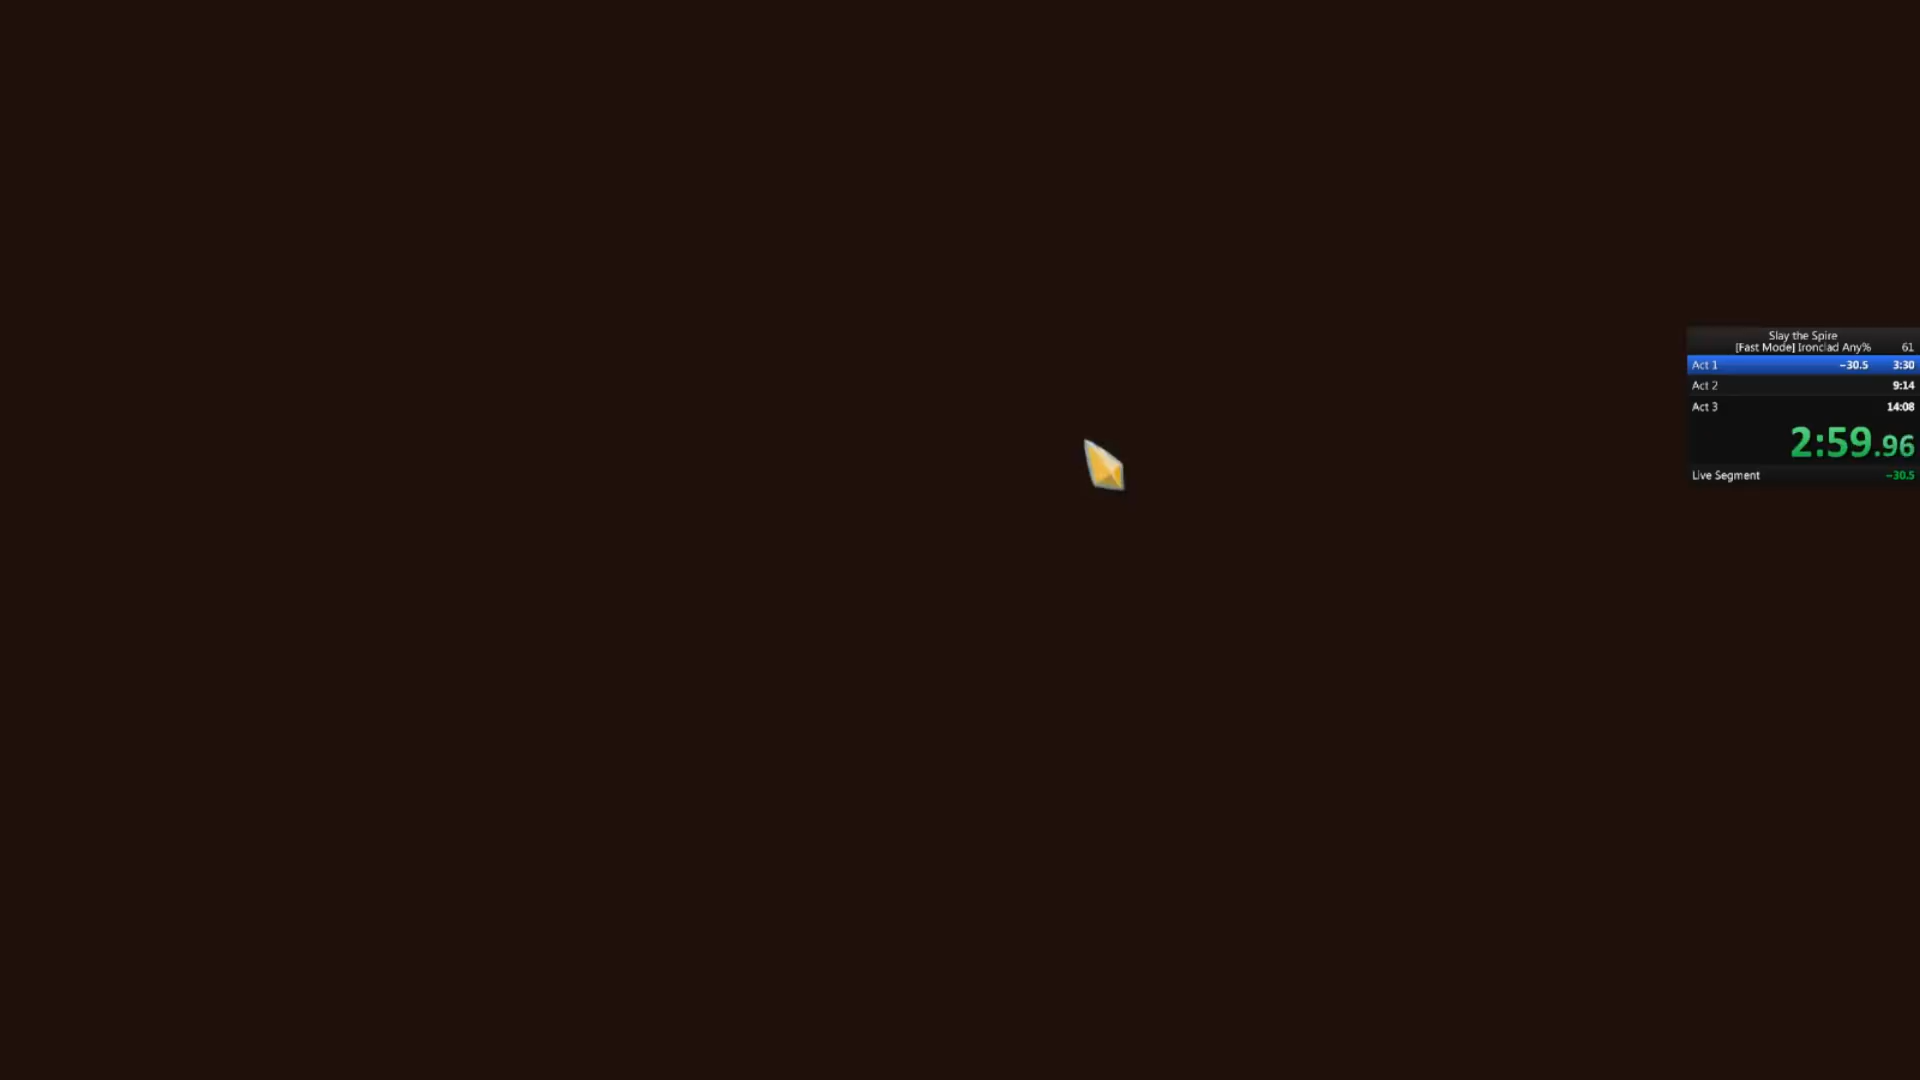 Slay the Spire
[Fast Mode] Ironclad Any% 61
Act 1 −30.5 3:30
Act 2 9:14
Act 3 14:08
2:59.96
Live Segment −30.5